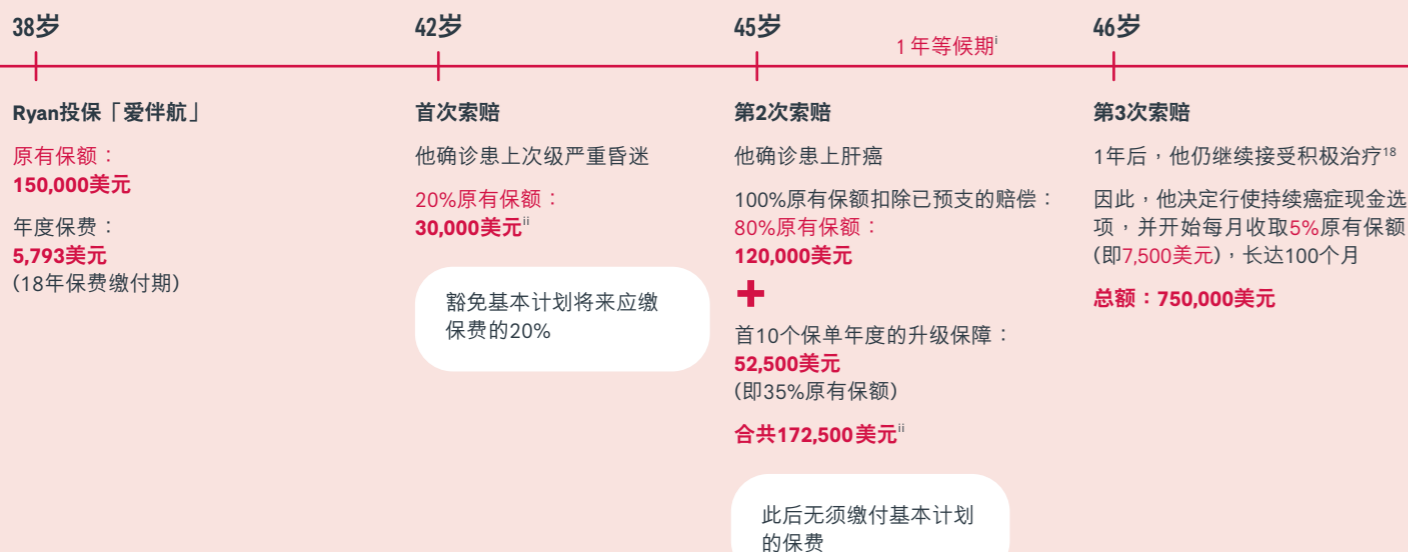 38岁
Ryan投保「爱伴航」
原有保额：
150,000美元
年度保费：
5,793美元
(18年保费缴付期)
42岁
首次索赔
他确诊患上次级严重昏迷
20%原有保额：
30,000美元ii
豁免基本计划将来应缴
保费的20%
45岁
第2次索赔
他确诊患上肝癌
100%原有保额扣除已预支的赔偿：
80%原有保额：
120,000美元
+
首10个保单年度的升级保障：
52,500美元
(即35%原有保额)
合共172,500美元ii
此后无须缴付基本计划
的保费
1年等候期i
46岁
第3次索赔
1年后，他仍继续接受积极治疗18
因此，他决定行使持续癌症现金选
项，并开始每月收取5%原有保额
(即7,500美元)，长达100个月
总额：750,000美元